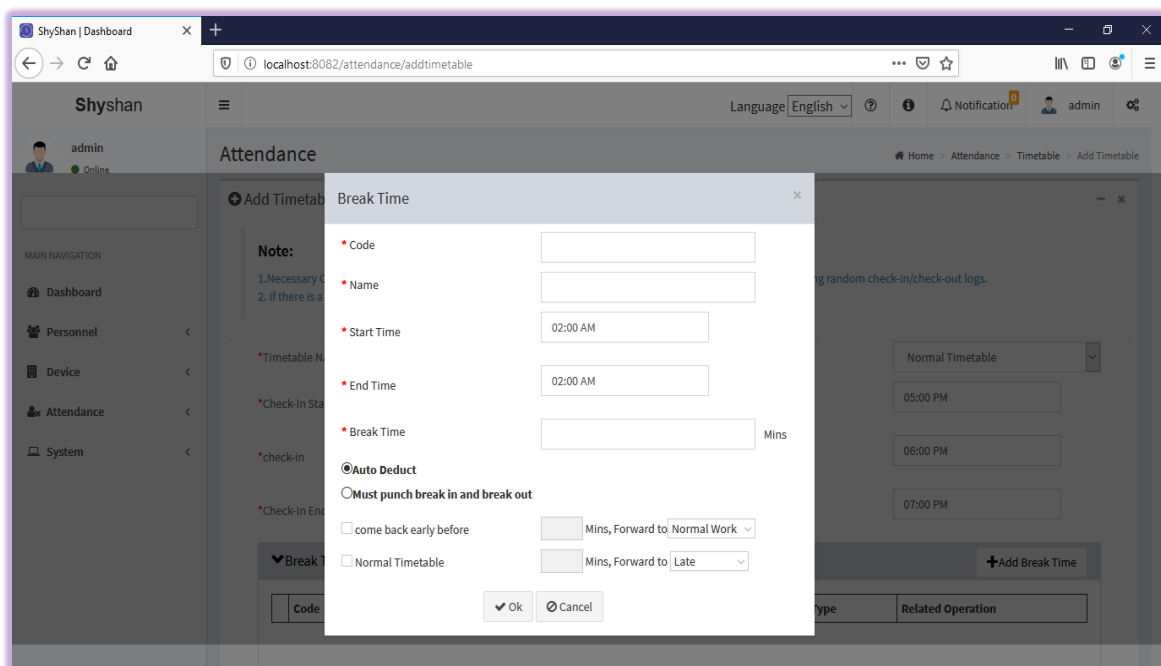 ShyShan | Dashboard
localhost:8082/attendance/addtimetable
Shyshan
Language English
0
Notification
admin
admin
Online
Attendance
Home > Attendance > Timetable > Add Timetable
MAIN NAVIGATION
Dashboard
Personnel
Device
Attendance
System
Add Timetab
Note:
1.Necessary C
ng random check-in/check-out logs.
2. If there is a
*Timetable Na
Normal Timetable
*Check-In Sta
05:00 PM
*check-in
06:00 PM
*Check-In End
07:00 PM
Break T
Add Break Time
Code
Type
Related Operation
Break Time
* Code
* Name
* Start Time
02:00 AM
* End Time
02:00 AM
* Break Time
Mins
Auto Deduct
Must punch break in and break out
come back early before
Mins, Forward to Normal Work
Normal Timetable
Mins, Forward to Late
Ok
Cancel